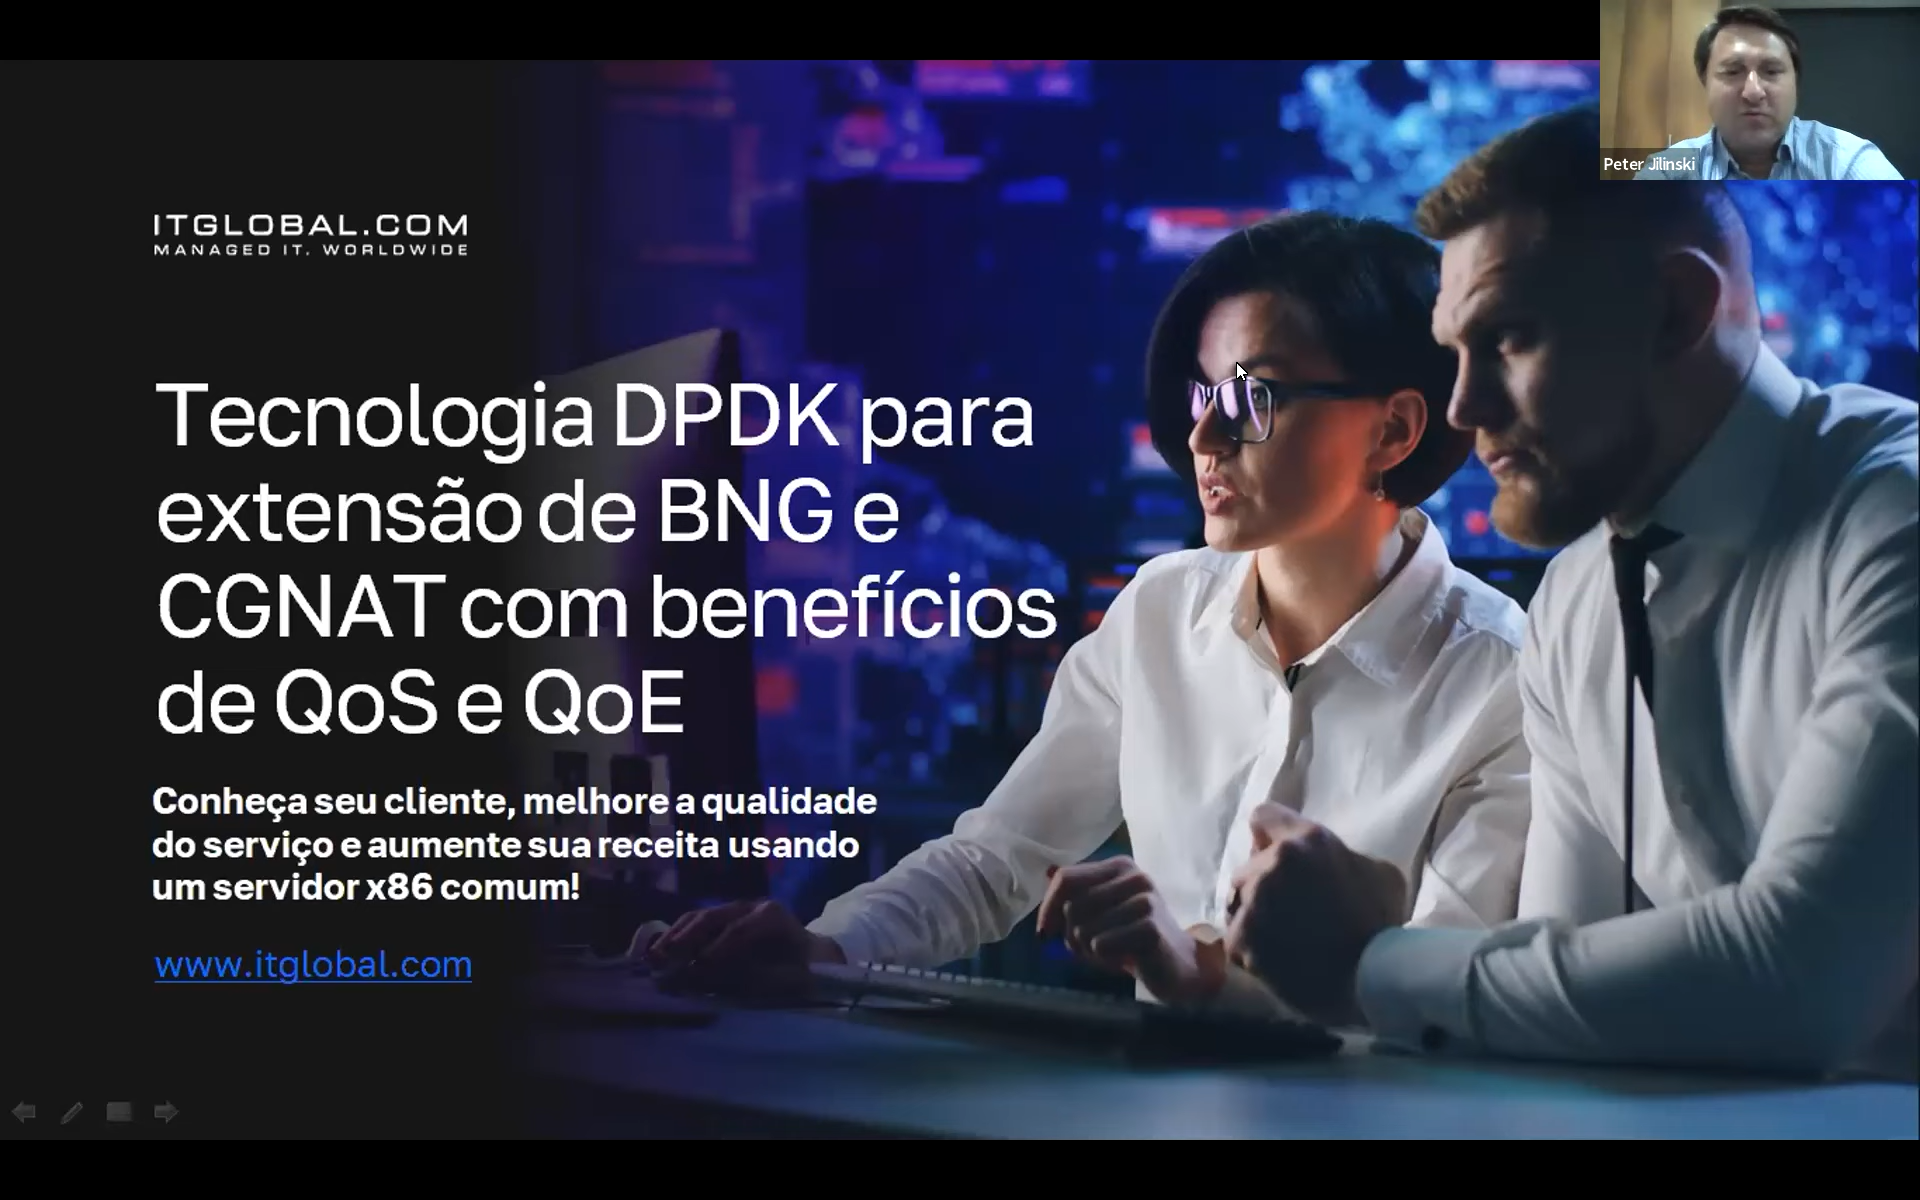 Peter Jilinski
ITGLOBAL.COM
MANAGED IT. WORLDWIDE
Tecnologia DPDK para
extensão de BNG e
CGNAT com benefícios
de QoS e QoE
Conheça seu cliente, melhore a qualidade
do serviço e aumente sua receita usando
um servidor x86 comum!
www.itglobal.com